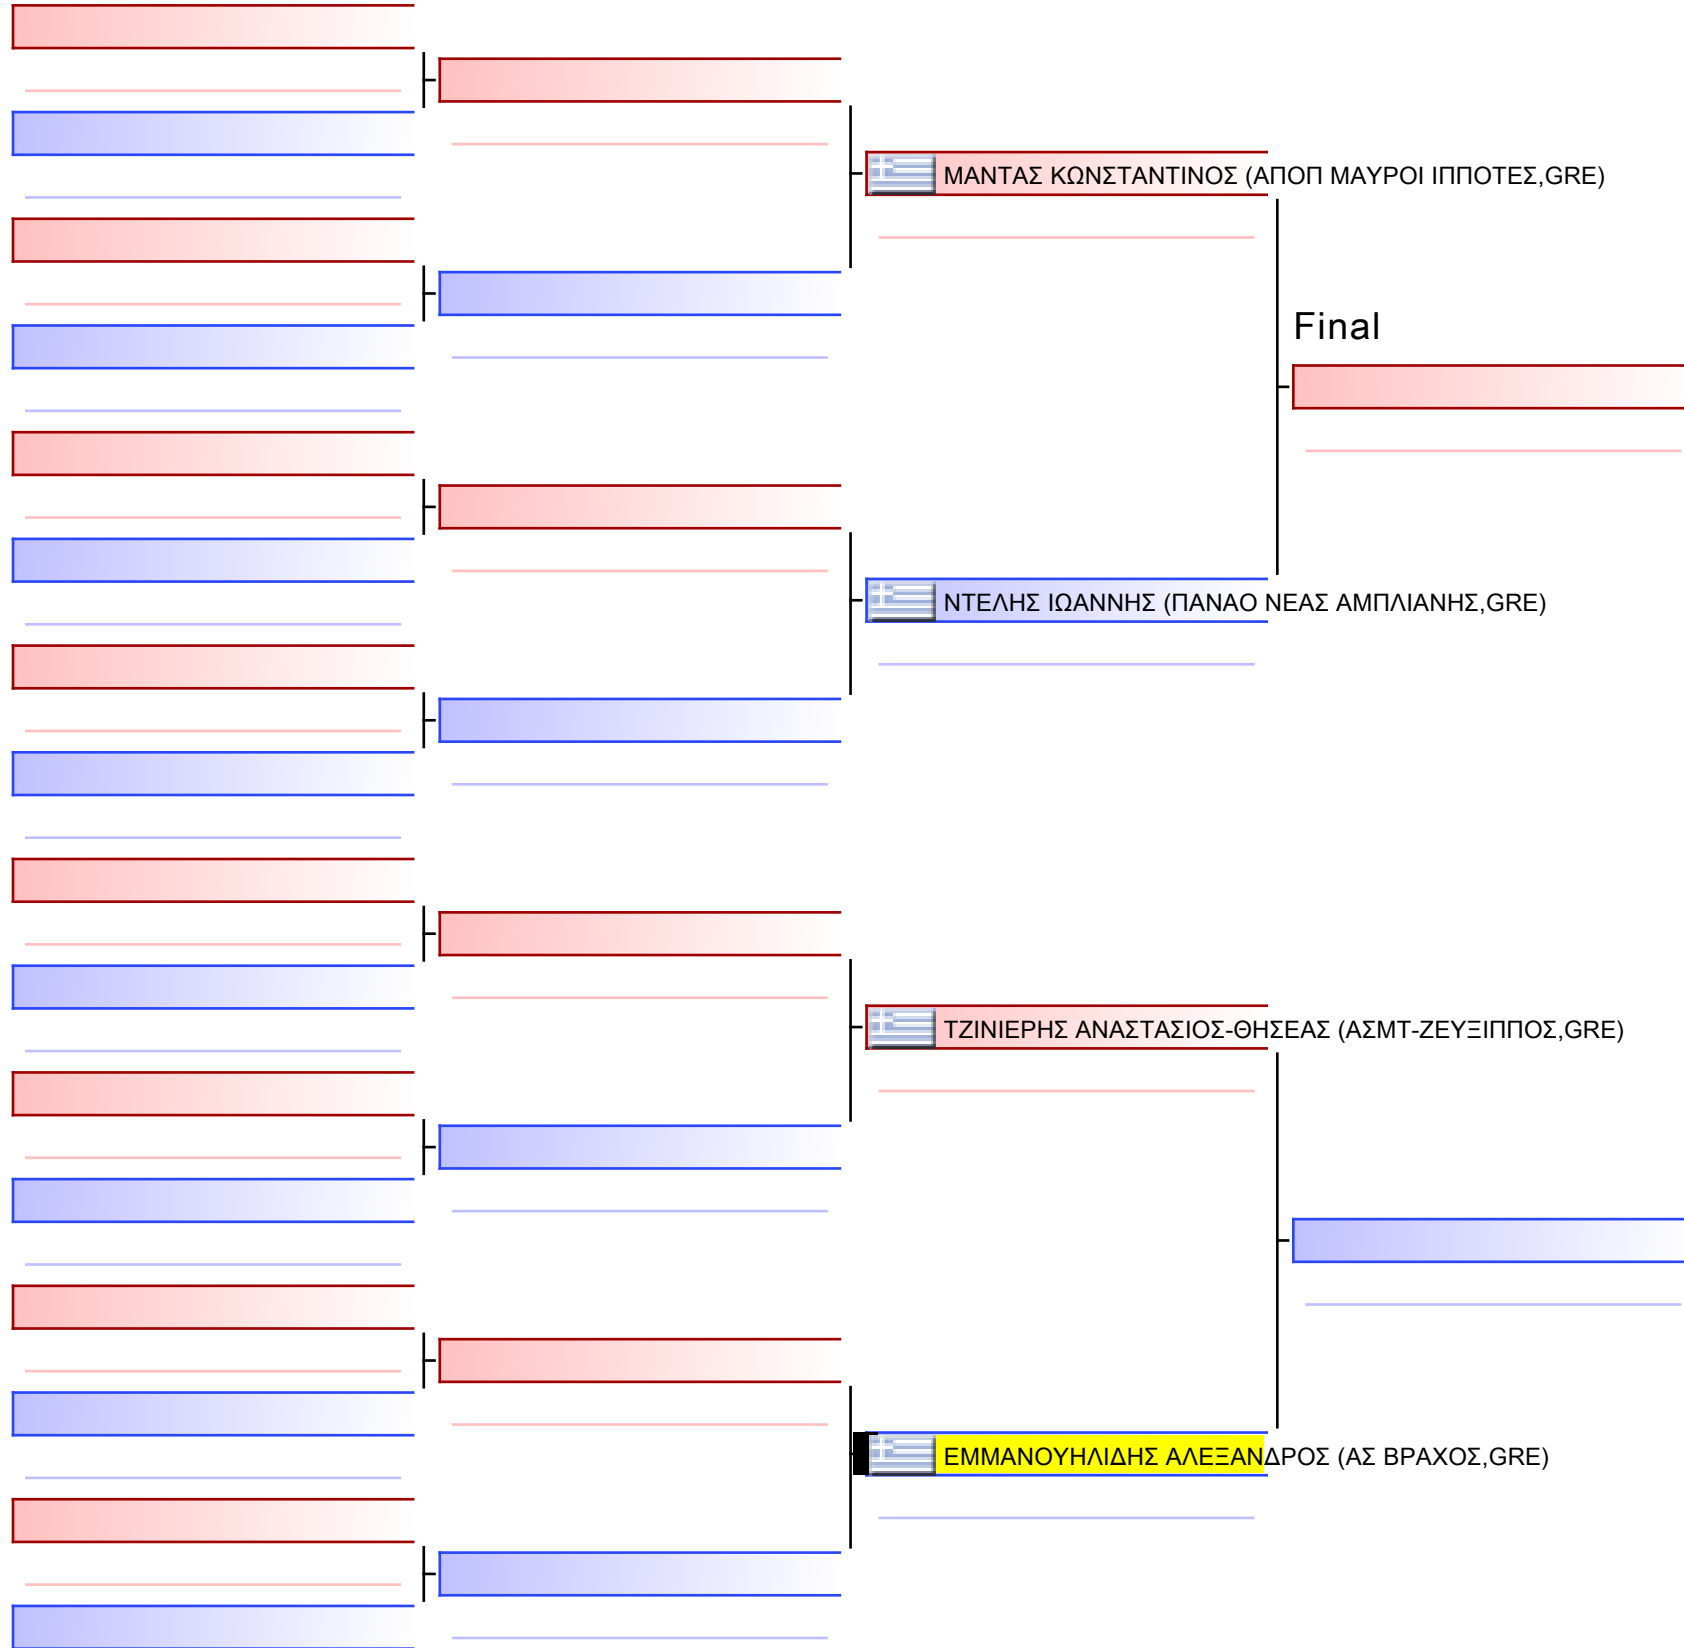 ΜΑΝΤΑΣ ΚΩΝΣΤΑΝΤΙΝΟΣ (ΑΠΟΠ ΜΑΥΡΟΙ ΙΠΠΟΤΕΣ,GRE)
Final
ΝΤΕΛΗΣ ΙΩΑΝΝΗΣ (ΠΑΝΑΟ ΝΕΑΣ ΑΜΠΛΙΑΝΗΣ,GRE)
ΤΖΙΝΙΕΡΗΣ ΑΝΑΣΤΑΣΙΟΣ-ΘΗΣΕΑΣ (ΑΣΜΤ-ΖΕΥΞΙΠΠΟΣ,GRE)
ΕΜΜΑΝΟΥΗΛΙΔΗΣ ΑΛΕΞΑΝΔΡΟΣ (ΑΣ ΒΡΑΧΟΣ,GRE)